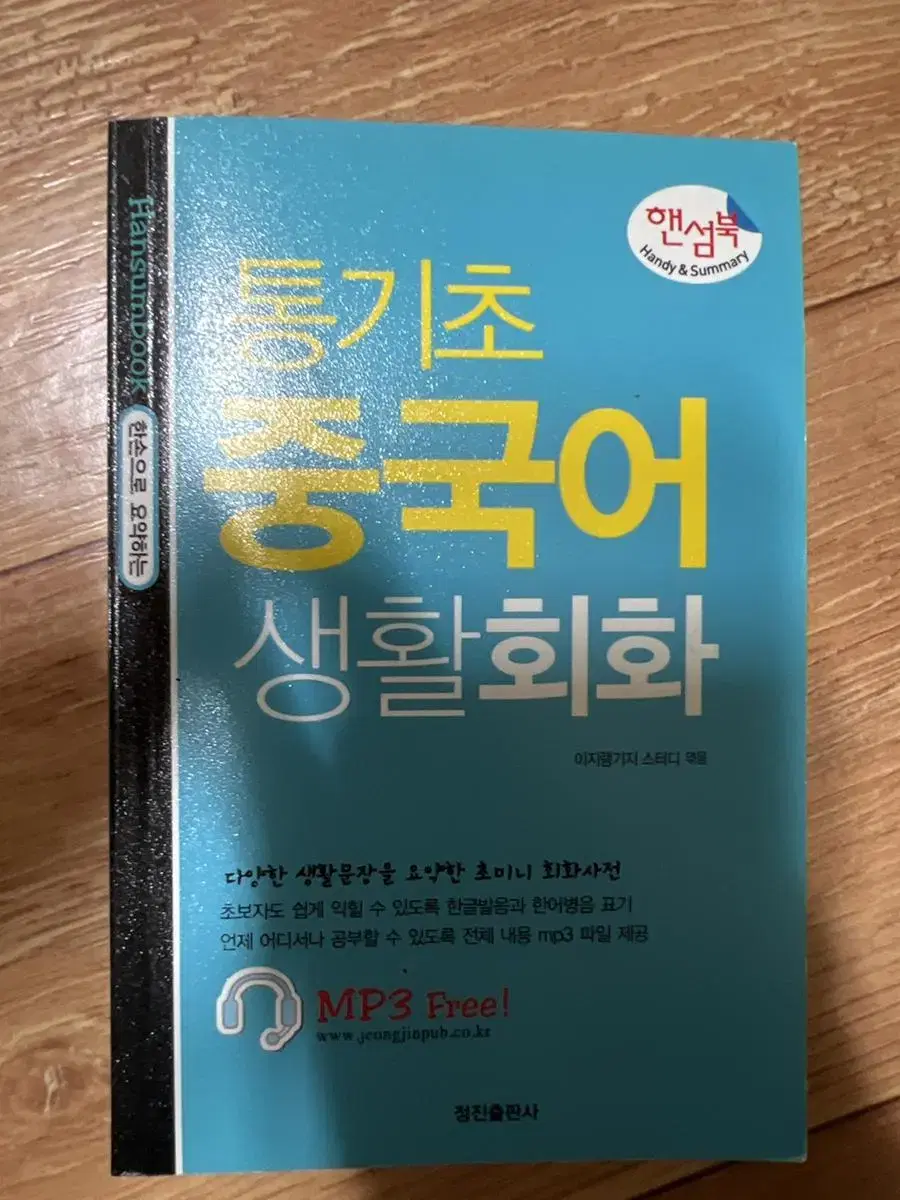 Hansumbook 한손으로 요약하는
핸섬북
Handy & Summary
통기초
중국어
생활회화
이지랭기지 스터디 엮음
다양한 생활문장을 요약한 초미니 회화사전
초보자도 쉽게 익힐 수 있도록 한글발음과 한어병음 표기
언제 어디서나 공부할 수 있도록 전체 내용 mp3 파일 제공
MP3 Free!
www.jeongjinpub.co.kr
정진출판사